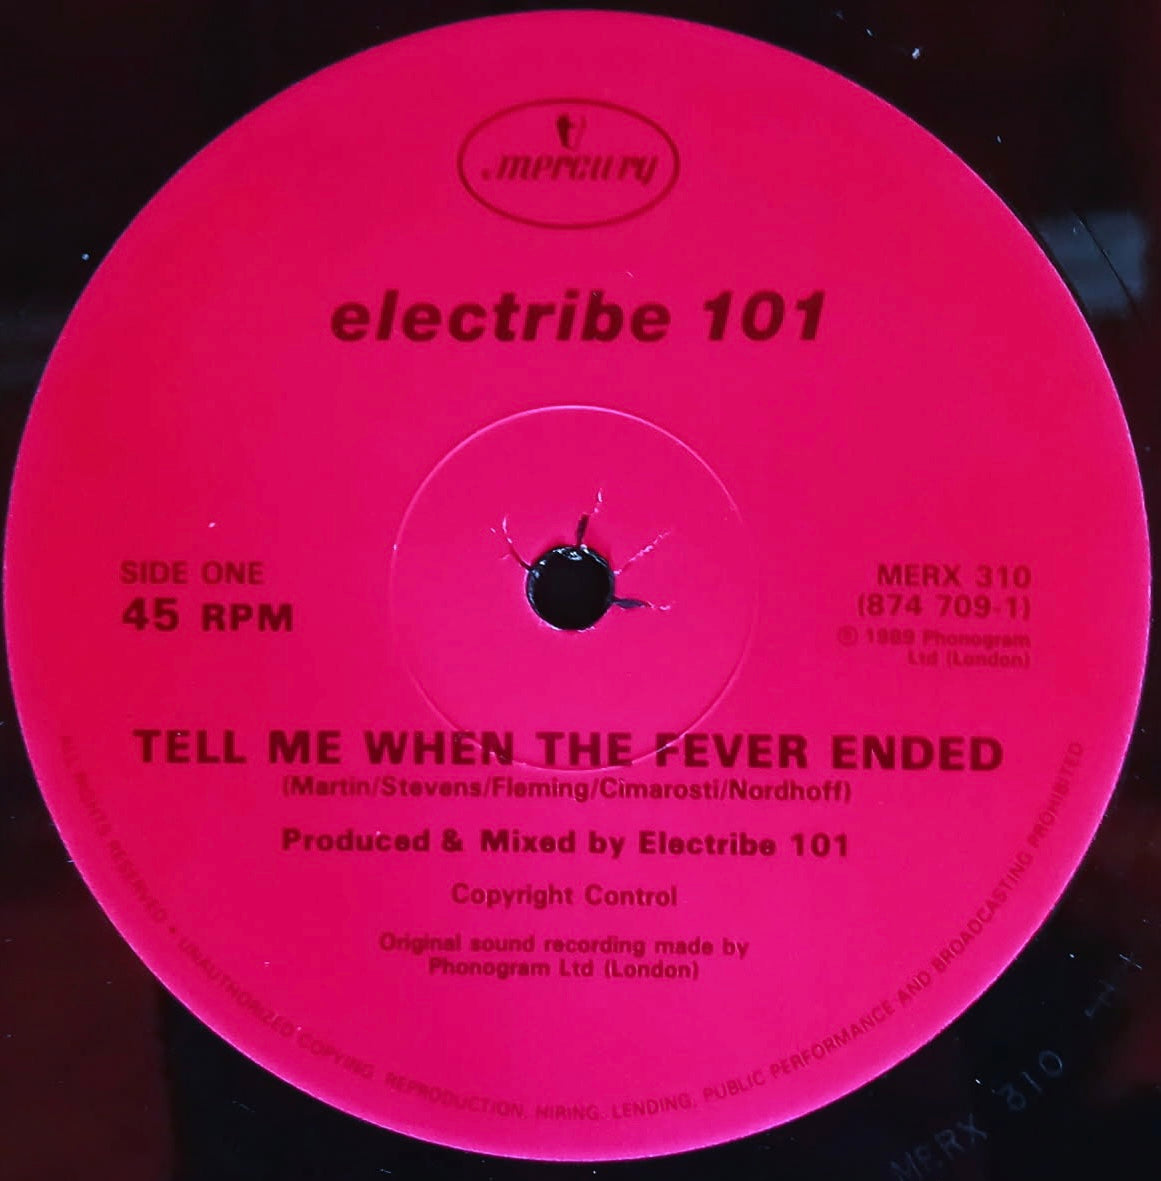 mercury
electribe 101
SIDE ONE
45 RPM
MERX 310
(874 709-1)
℗ 1989 Phonogram
Ltd (London)
TELL ME WHEN THE FEVER ENDED
(Martin/Stevens/Fleming/Cimarosti/Nordhoff)
Produced & Mixed by Electribe 101
Copyright Control
Original sound recording made by
Phonogram Ltd (London)
ALL RIGHTS RESERVED • UNAUTHORIZED COPYING, REPRODUCTION, HIRING, LENDING, PUBLIC PERFORMANCE AND BROADCASTING PROHIBITED
MERX 310